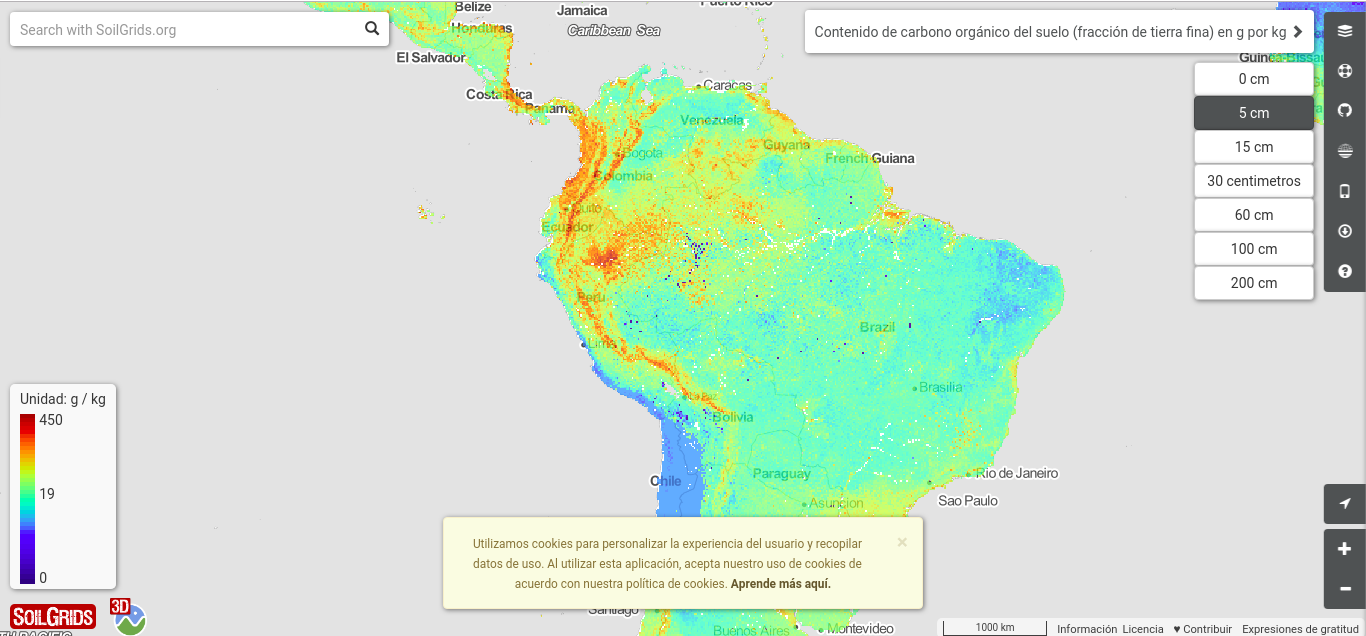 Belize
Jamaica
Puerto Rico
Search with SoilGrids.org
Honduras
Caribbean Sea
Contenido de carbono orgánico del suelo (fracción de tierra fina) en g por kg
El Salvador
Guinea-Bissau
0 cm
Caracas
Costa Rica
Panama
5 cm
Venezuela
15 cm
Guyana
Bogota
French Guiana
Colombia
30 centimetros
Quito
60 cm
Ecuador
100 cm
200 cm
Peru
Brazil
Lima
Brasilia
Unidad: g / kg
450
Bolivia
Paraguay
Rio de Janeiro
Chile
19
Sao Paulo
Asuncion
Utilizamos cookies para personalizar la experiencia del usuario y recopilar
datos de uso. Al utilizar esta aplicación, acepta nuestro uso de cookies de
acuerdo con nuestra política de cookies. Aprende más aquí.
×
0
3D
SOILGRIDS
Santiago
Buenos Aires
Montevideo
1000 km
Información Licencia ♥ Contribuir Expresiones de gratitud